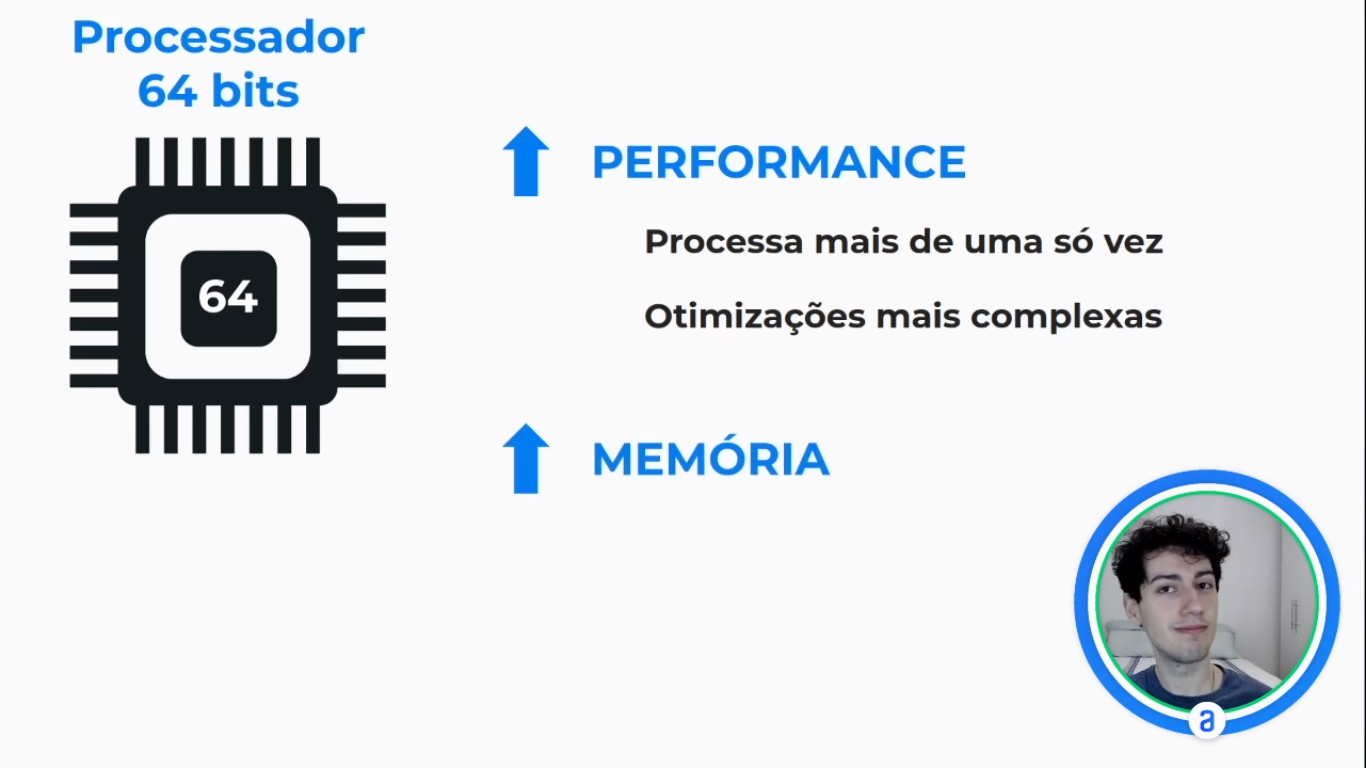 Processador
64 bits
64
PERFORMANCE
Processa mais de uma só vez
Otimizações mais complexas
MEMÓRIA
a